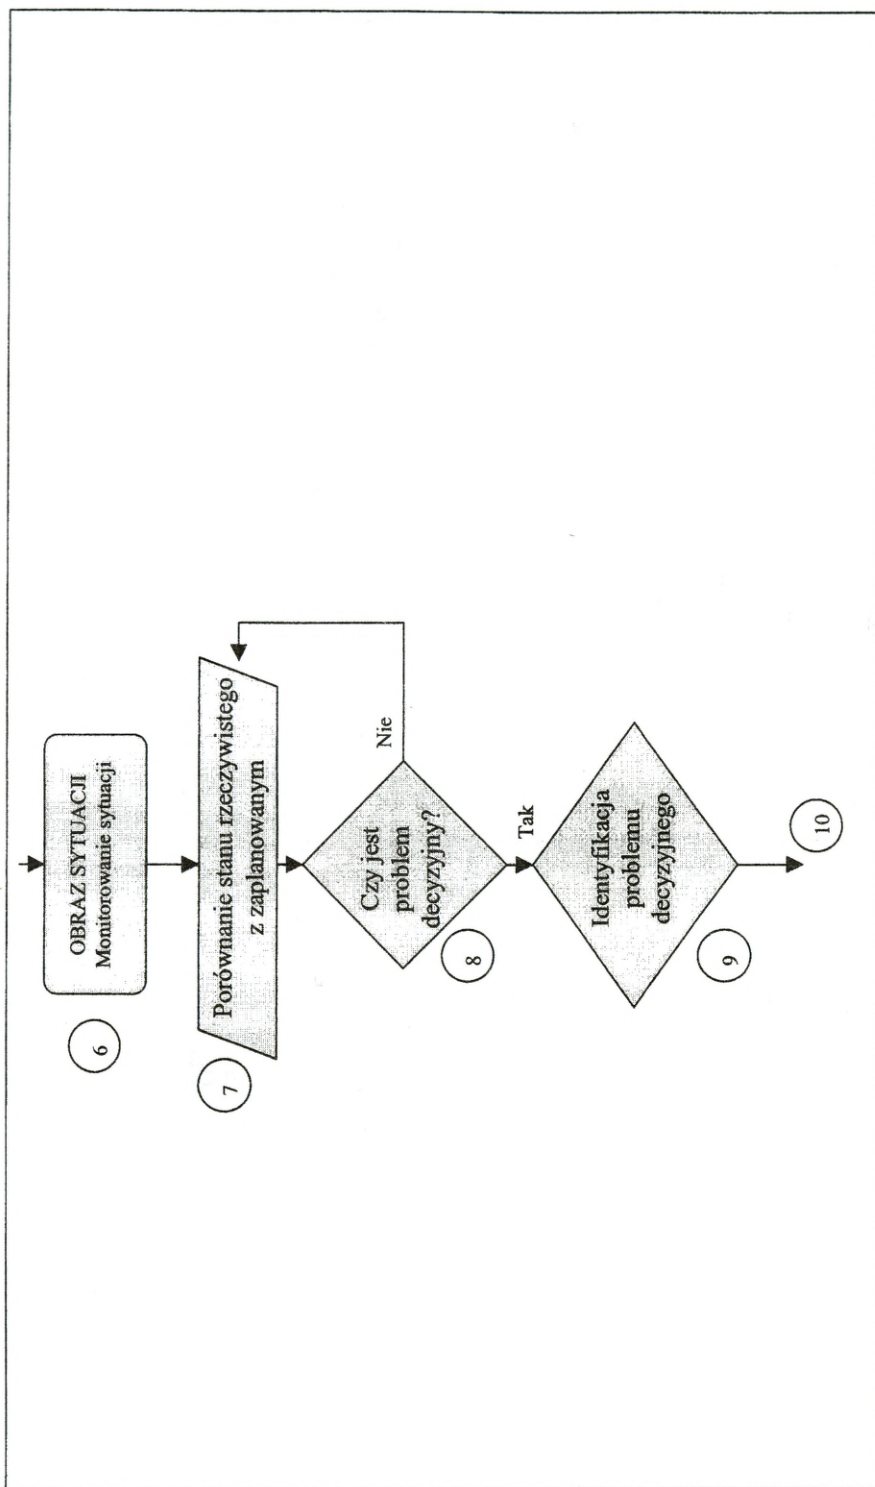 6
OBRAZ SYTUACJI
Monitorowanie sytuacji
7
Porównanie stanu rzeczywistego
z zaplanowanym
8
Czy jest
problem
decyzyjny?
Nie
Tak
9
Identyfikacja
problemu
decyzyjnego
10